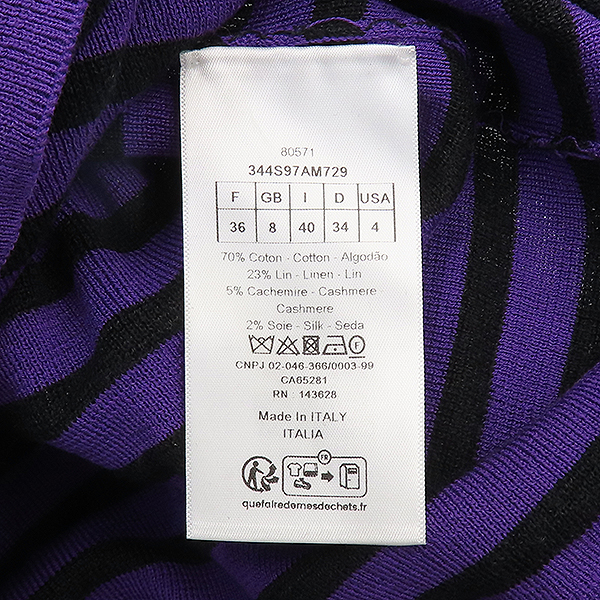 80571
344S97AM729
F GB I D USA
36 8 40 34 4
70% Coton - Cotton - Algodão
23% Lin - Linen - Lin
5% Cachemire - Cashmere -
Cashmere
2% Soie - Silk - Seda
F
CNPJ 02-046-366/0003-99
CA65281
RN : 143628
Made In ITALY
ITALIA
FR
quefairedemesdechets.fr